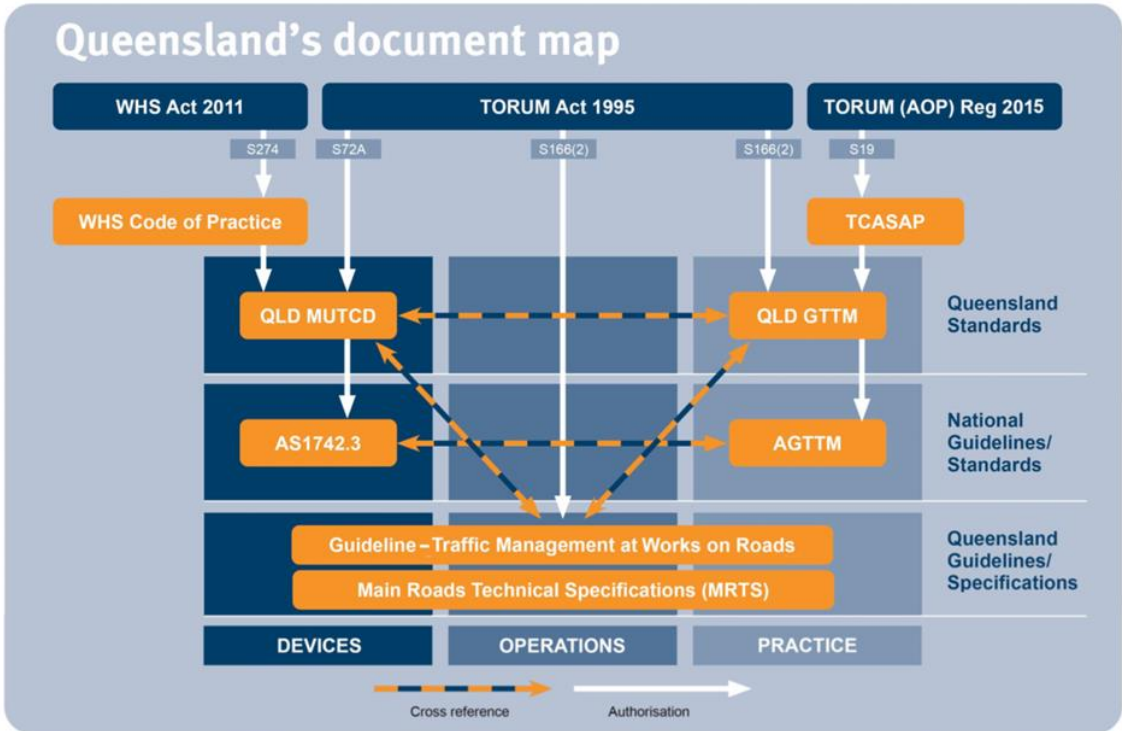 Queensland's document map
WHS Act 2011
TORUM Act 1995
TORUM (AOP) Reg 2015
S274
S72A
S166(2)
S166(2)
S19
WHS Code of Practice
TCASAP
QLD MUTCD
QLD GTTM
Queensland
Standards
AS1742.3
AGTTM
National
Guidelines/
Standards
Guideline – Traffic Management at Works on Roads
Main Roads Technical Specifications (MRTS)
Queensland
Guidelines/
Specifications
DEVICES
OPERATIONS
PRACTICE
Cross reference
Authorisation